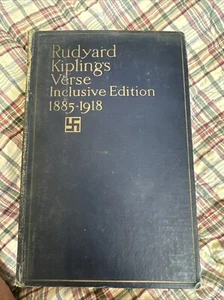 Rudyard
Kipling's
Verse
Inclusive Edition
1885-1918